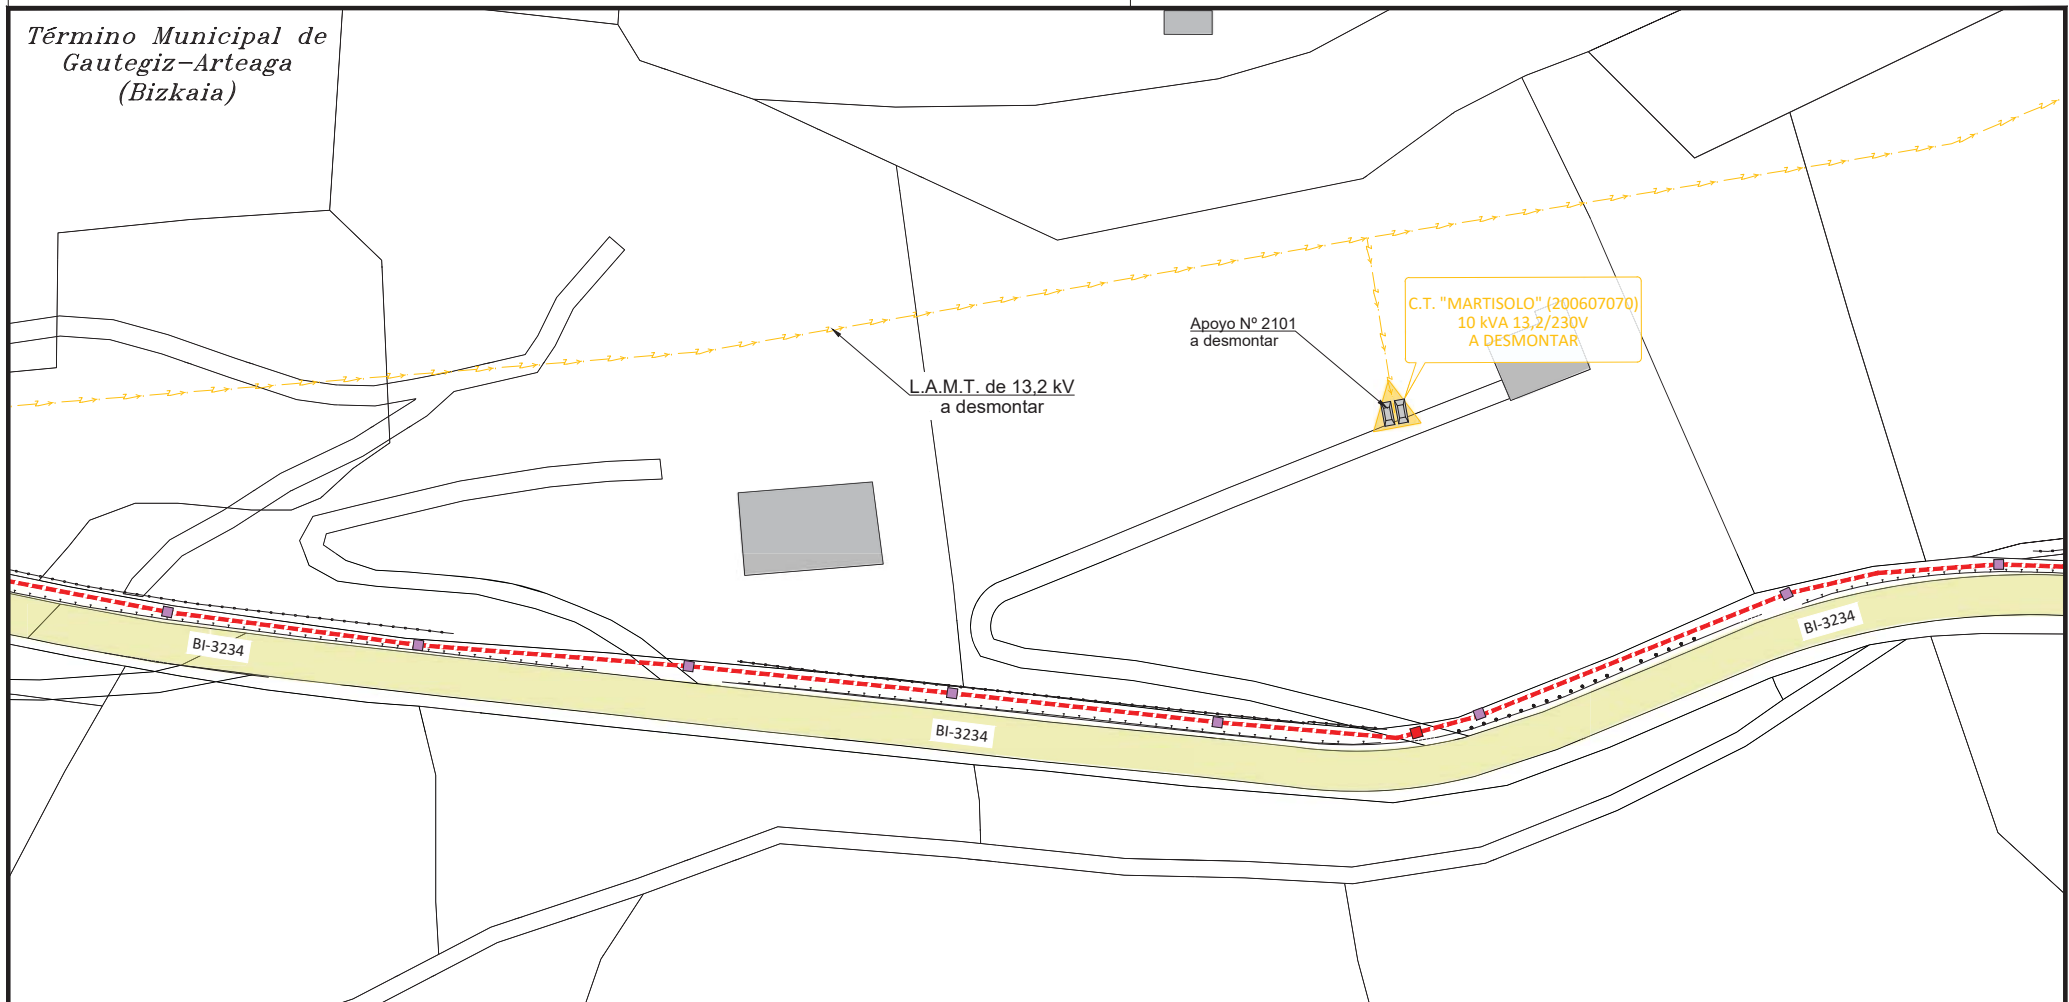 Término Municipal de
Gautegiz-Arteaga
(Bizkaia)
C.T. "MARTISOLO" (200607070)
10 kVA 13,2/230V
A DESMONTAR
Apoyo Nº 2101
a desmontar
L.A.M.T. de 13,2 kV
a desmontar
BI-3234
BI-3234
BI-3234